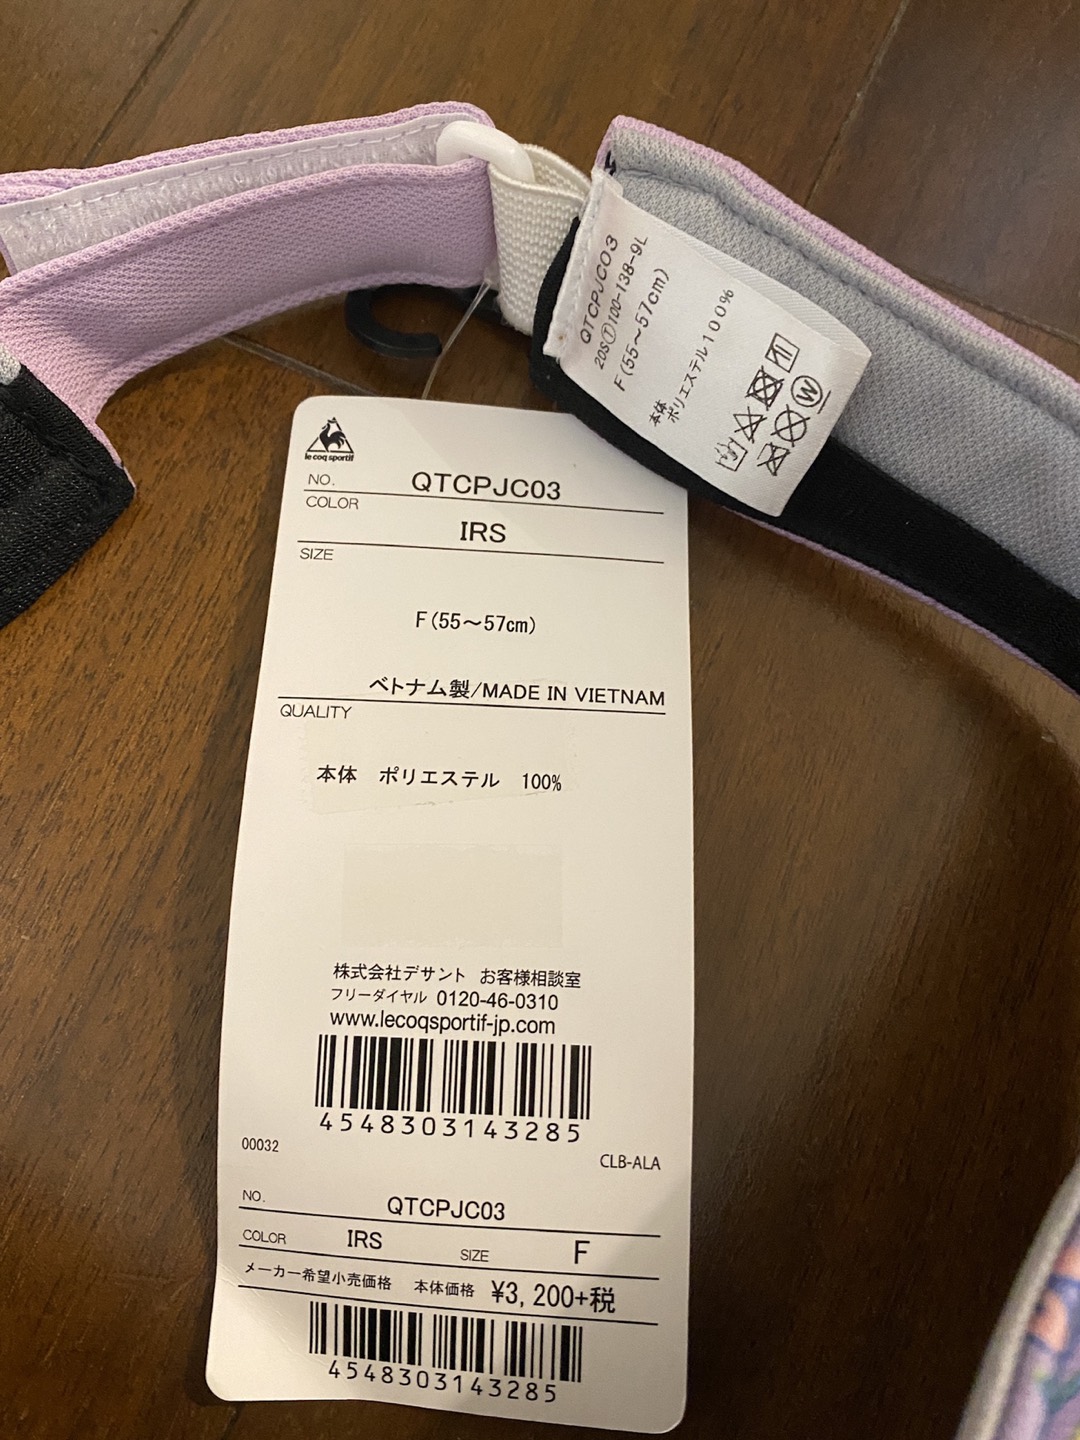 QTCPJC03
20S①100-138-9L
F(55～57cm)
本体
ポリエステル100%
W
le coq sportif
NO. QTCPJC03
COLOR
IRS
SIZE
F(55～57cm)
ベトナム製/MADE IN VIETNAM
QUALITY
本体 ポリエステル 100%
株式会社デサント お客様相談室
フリーダイヤル 0120-46-0310
www.lecoqsportif-jp.com
4548303143285
00032
CLB-ALA
NO. QTCPJC03
COLOR IRS SIZE F
メーカー希望小売価格 本体価格 ¥3,200+税
4548303143285